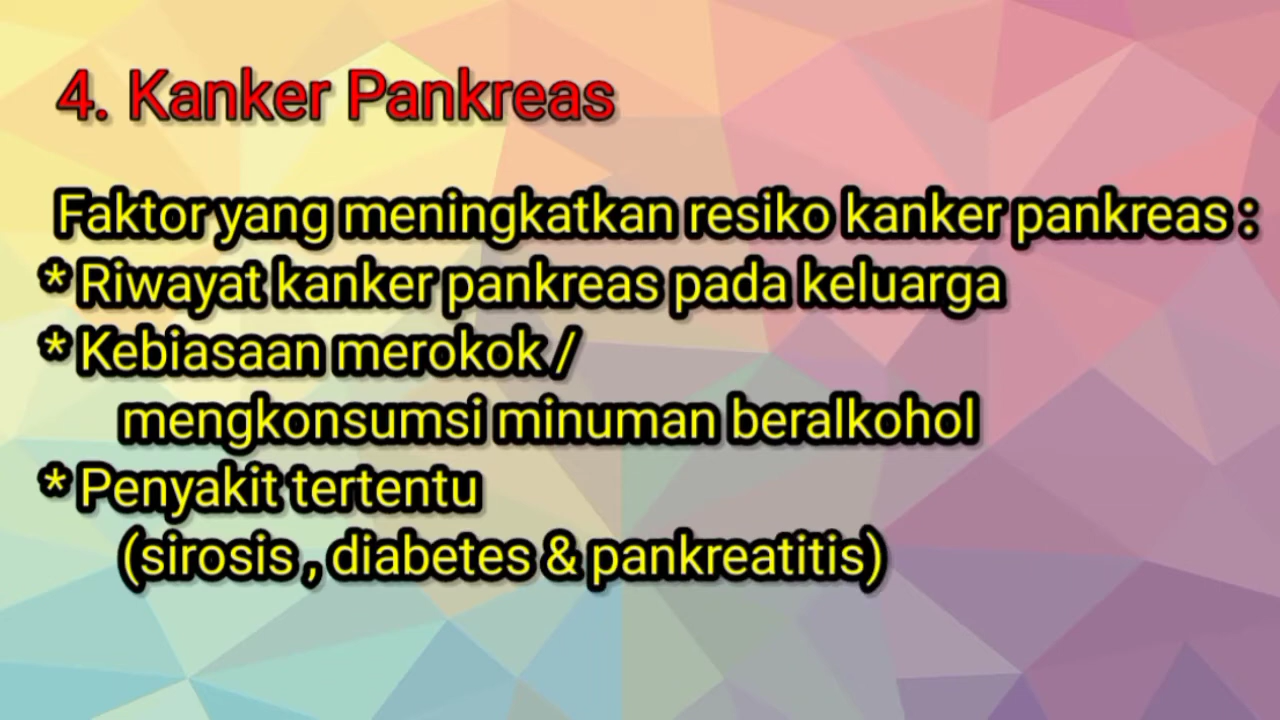 4. Kanker Pankreas
Faktor yang meningkatkan resiko kanker pankreas :
* Riwayat kanker pankreas pada keluarga
* Kebiasaan merokok /
mengkonsumsi minuman beralkohol
* Penyakit tertentu
(sirosis , diabetes & pankreatitis)